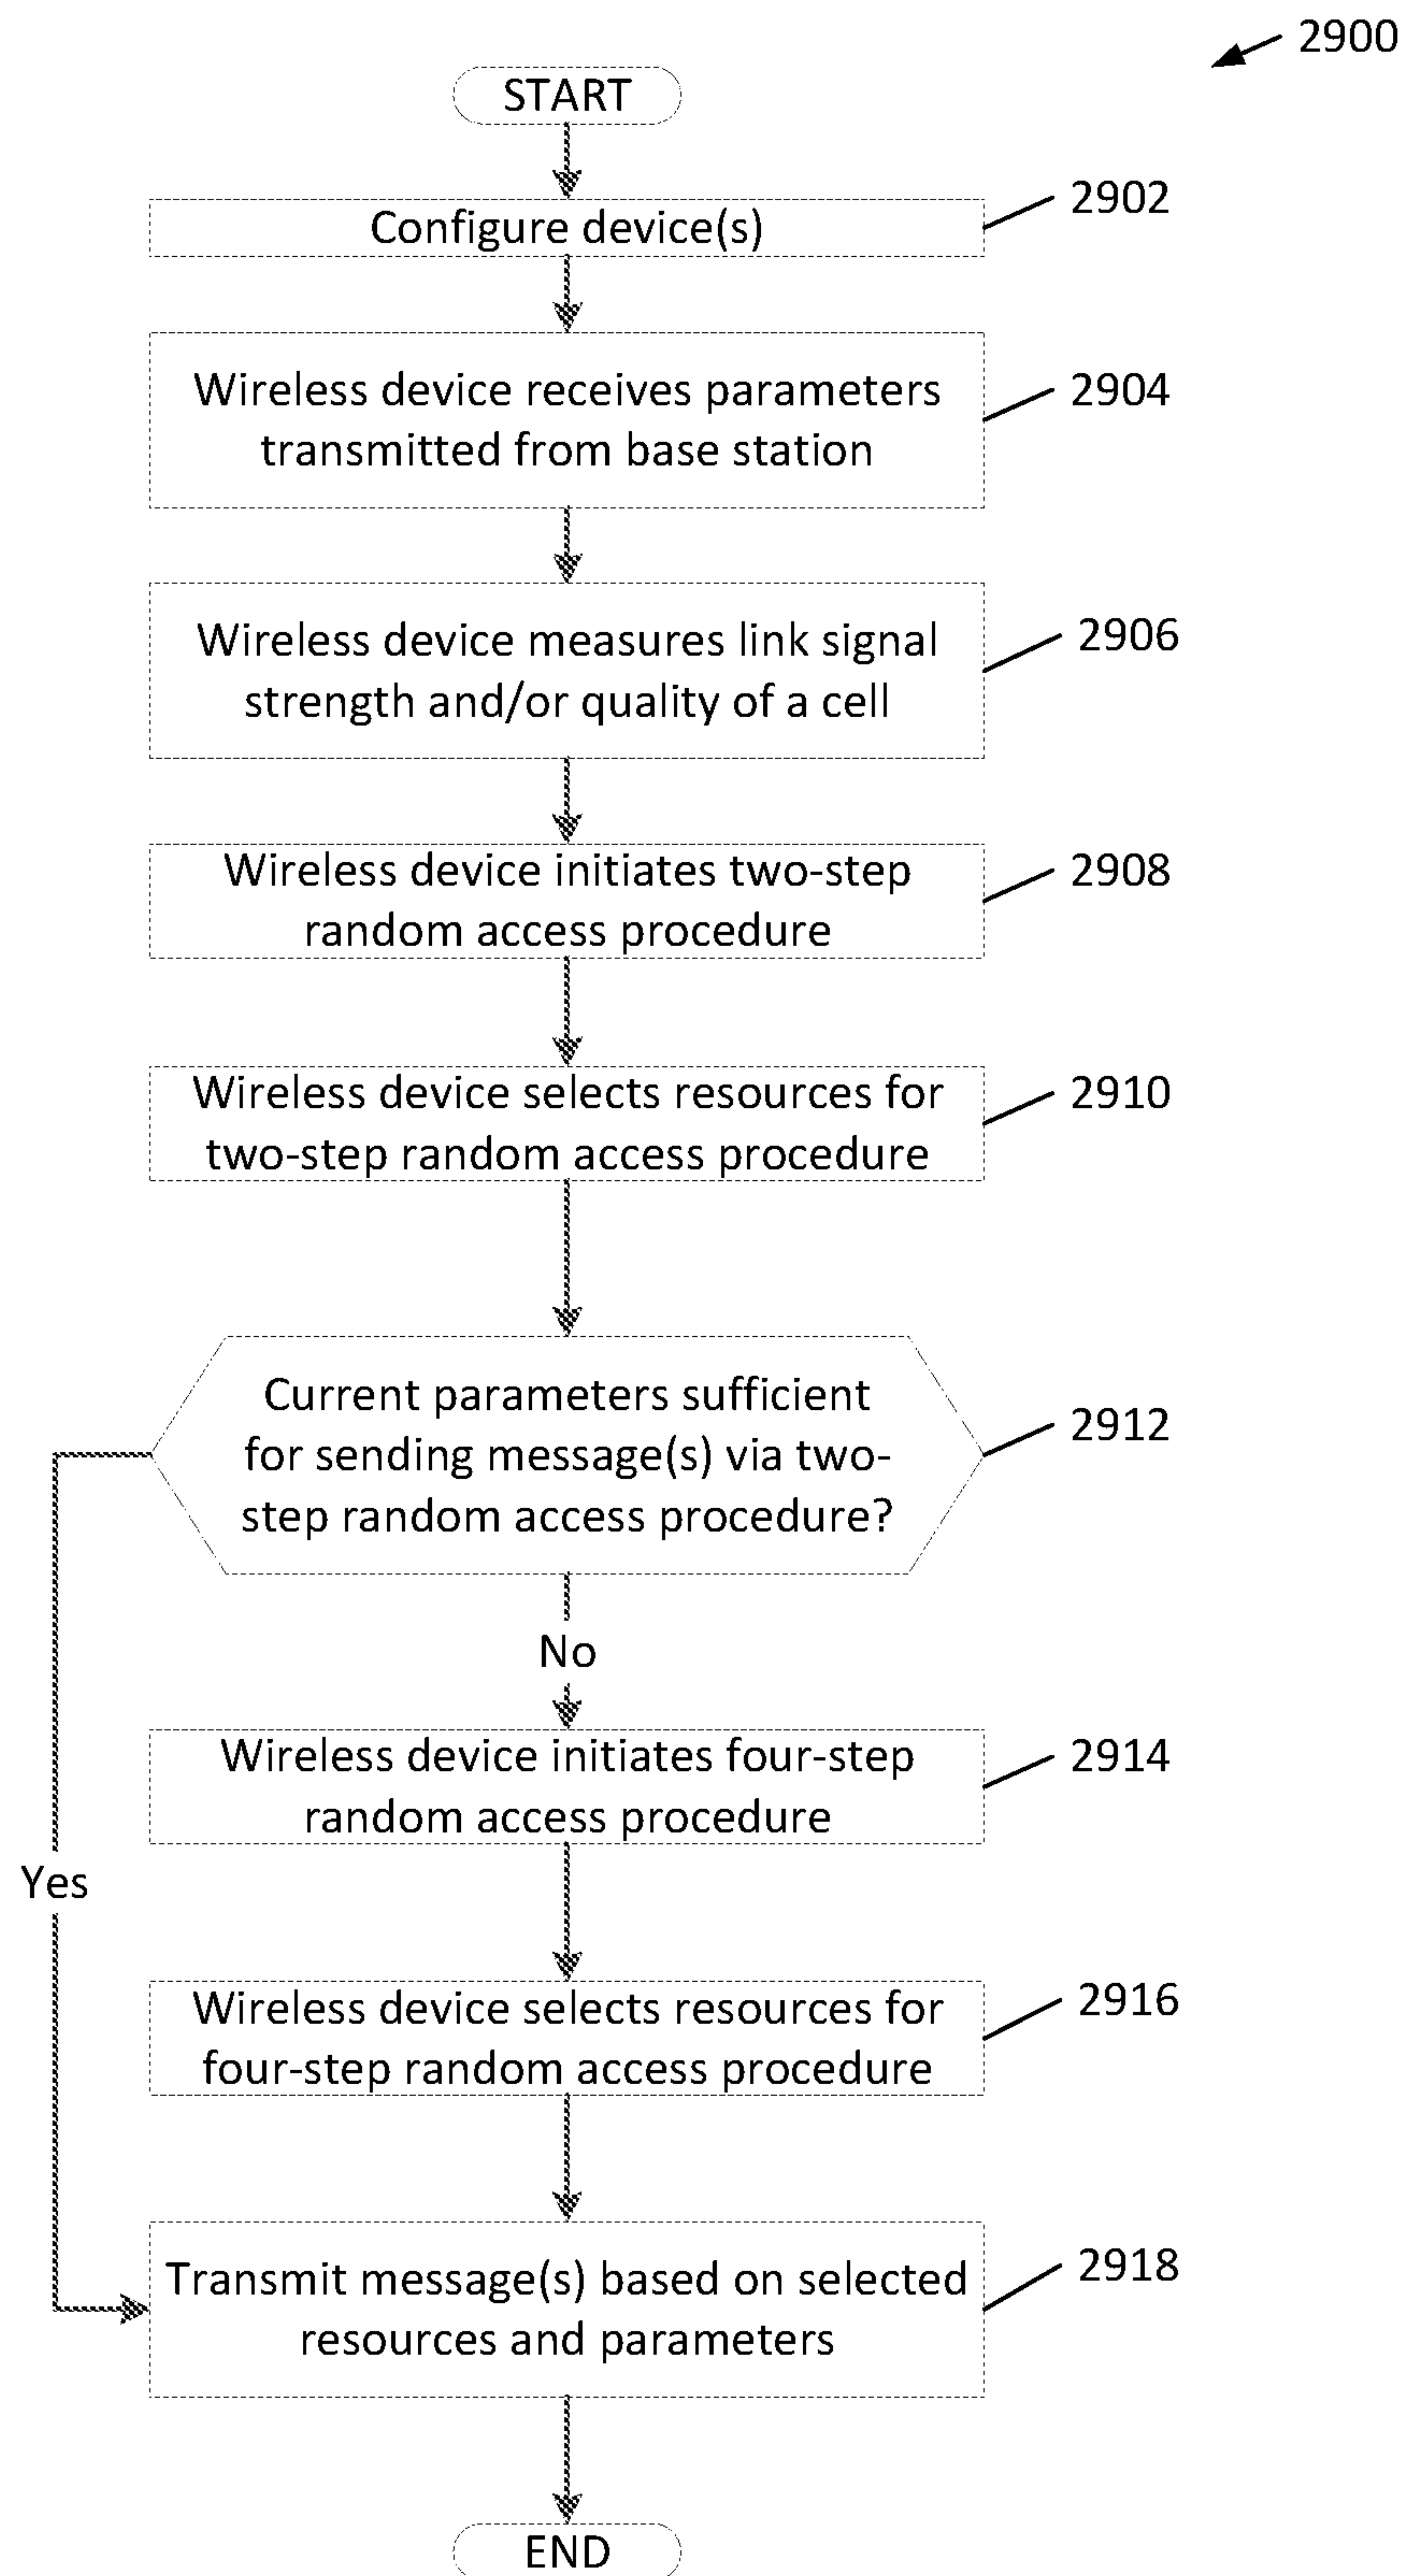 2900
START
2902
Configure device(s)
2904
Wireless device receives parameters
transmitted from base station
2906
Wireless device measures link signal
strength and/or quality of a cell
2908
Wireless device initiates two-step
random access procedure
2910
Wireless device selects resources for
two-step random access procedure
2912
Current parameters sufficient
for sending message(s) via two-
step random access procedure?
No
2914
Wireless device initiates four-step
random access procedure
Yes
2916
Wireless device selects resources for
four-step random access procedure
2918
Transmit message(s) based on selected
resources and parameters
END